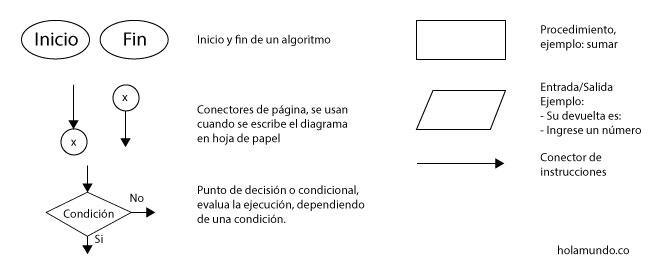 Inicio
Fin
Inicio y fin de un algoritmo
x
x
Conectores de página, se usan
cuando se escribe el diagrama
en hoja de papel
Condición
No
Si
Punto de decisión o condicional,
evalua la ejecución, dependiendo
de una condición.
Procedimiento,
ejemplo: sumar
Entrada/Salida
Ejemplo:
- Su devuelta es:
- Ingrese un número
Conector de
instrucciones
holamundo.co